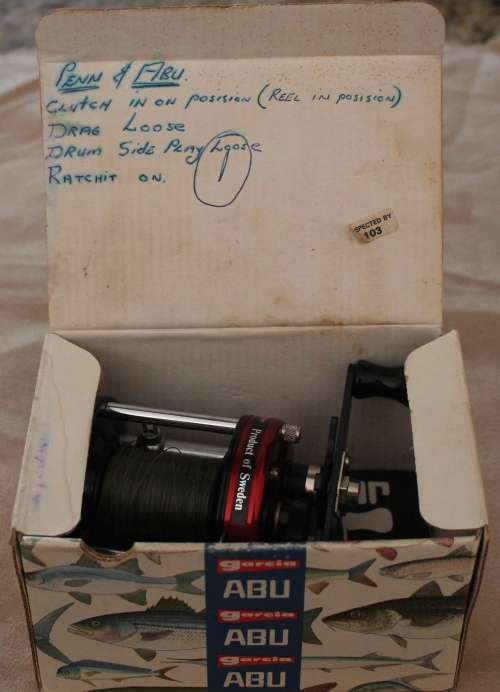 PENN & ABU.
CLUTCH IN ON POSISION (REEL IN POSISION)
DRAG LOOSE
DRUM SIDE PLAY LOOSE
RATCHIT ON.
SPECTED BY
103
Product of Sweden
garcia
ABU
garcia
ABU
garcia
ABU